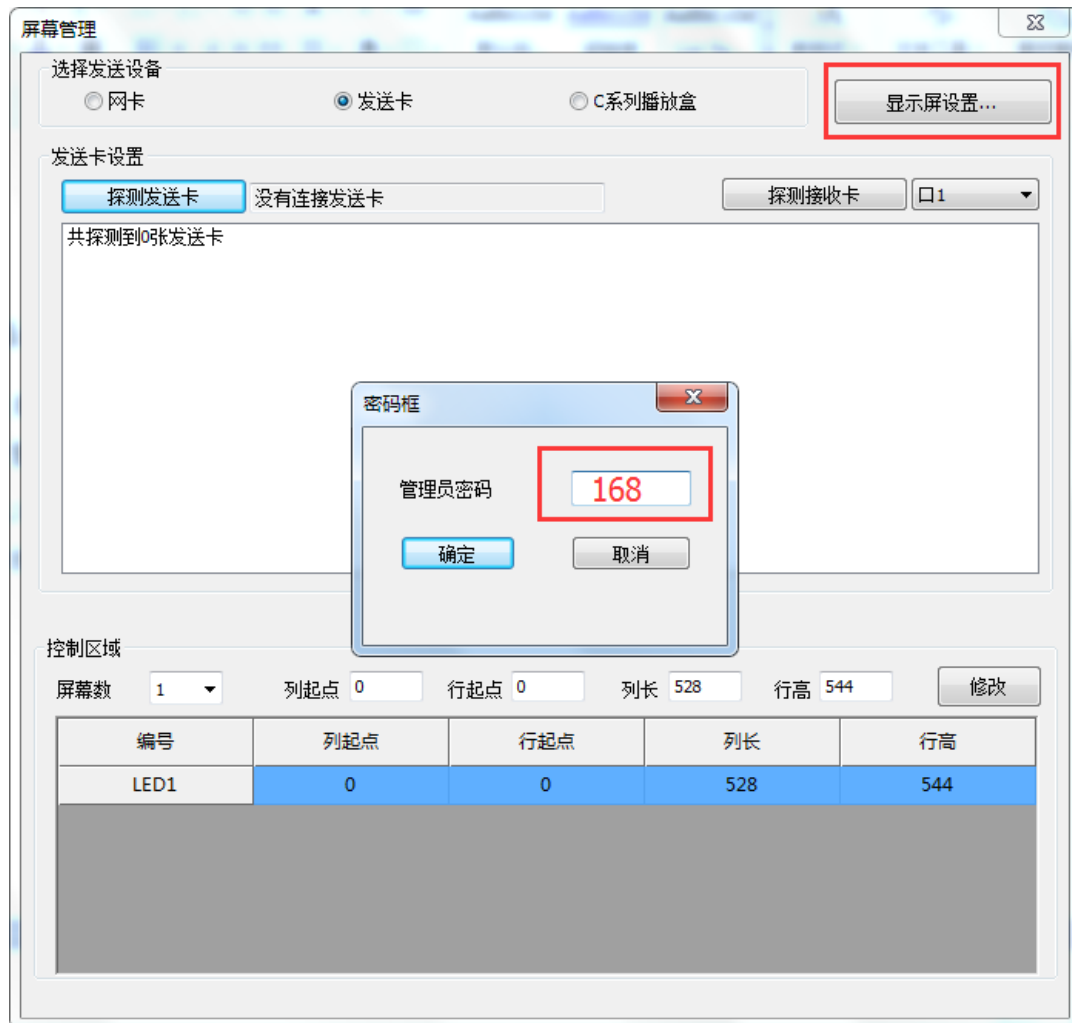 屏幕管理
选择发送设备
网卡 发送卡 C系列播放盒 显示屏设置...
发送卡设置
探测发送卡 没有连接发送卡 探测接收卡 口1
共探测到0张发送卡
密码框
管理员密码 168
确定 取消
控制区域
屏幕数 1 列起点 0 行起点 0 列长 528 行高 544 修改
编号 列起点 行起点 列长 行高
LED1 0 0 528 544